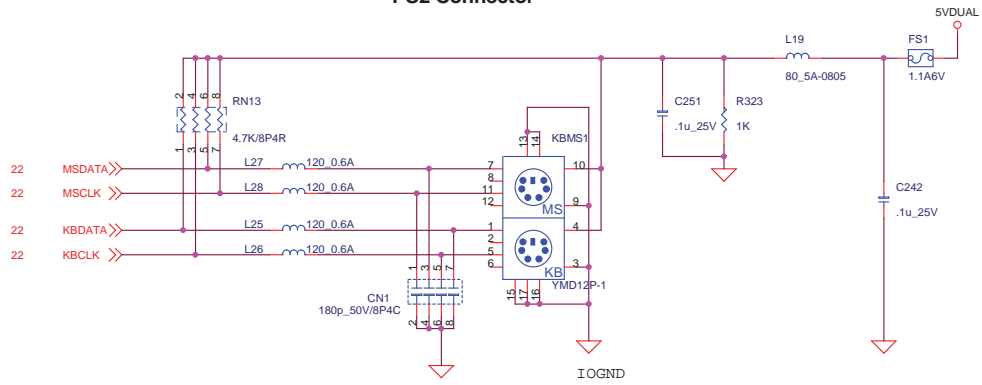 5VDUAL
L19
FS1
80_5A-0805
1.1A6V
2
4
6
8
RN13
4.7K/8P4R
1
3
5
7
C251
.1u_25V
R323
1K
13
14
KBMS1
22 MSDATA L27 120_0.6A 7 10
8
22 MSCLK L28 120_0.6A 11
12 MS 9
C242
.1u_25V
22 KBDATA L25 120_0.6A 1 4
2
22 KBCLK L26 120_0.6A 5
6 KB 3
YMD12P-1
1
3
5
7
15
17
16
CN1
180p_50V/8P4C
2
4
6
8
IOGND